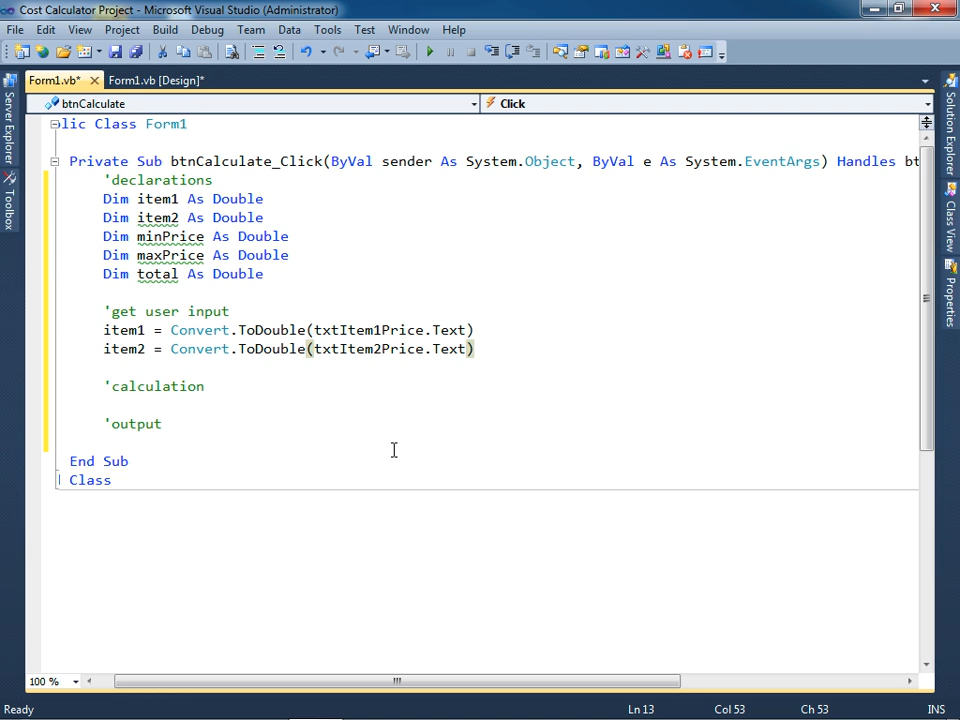 Cost Calculator Project - Microsoft Visual Studio (Administrator)
File Edit View Project Build Debug Team Data Tools Test Window Help
Form1.vb* Form1.vb [Design]*
btnCalculate Click
lic Class Form1
Private Sub btnCalculate_Click(ByVal sender As System.Object, ByVal e As System.EventArgs) Handles bt
'declarations
Dim item1 As Double
Dim item2 As Double
Dim minPrice As Double
Dim maxPrice As Double
Dim total As Double
'get user input
item1 = Convert.ToDouble(txtItem1Price.Text)
item2 = Convert.ToDouble(txtItem2Price.Text)
'calculation
'output
End Sub
Class
Server Explorer
Toolbox
Solution Explorer
Class View
Properties
100 %
Ready Ln 13 Col 53 Ch 53 INS